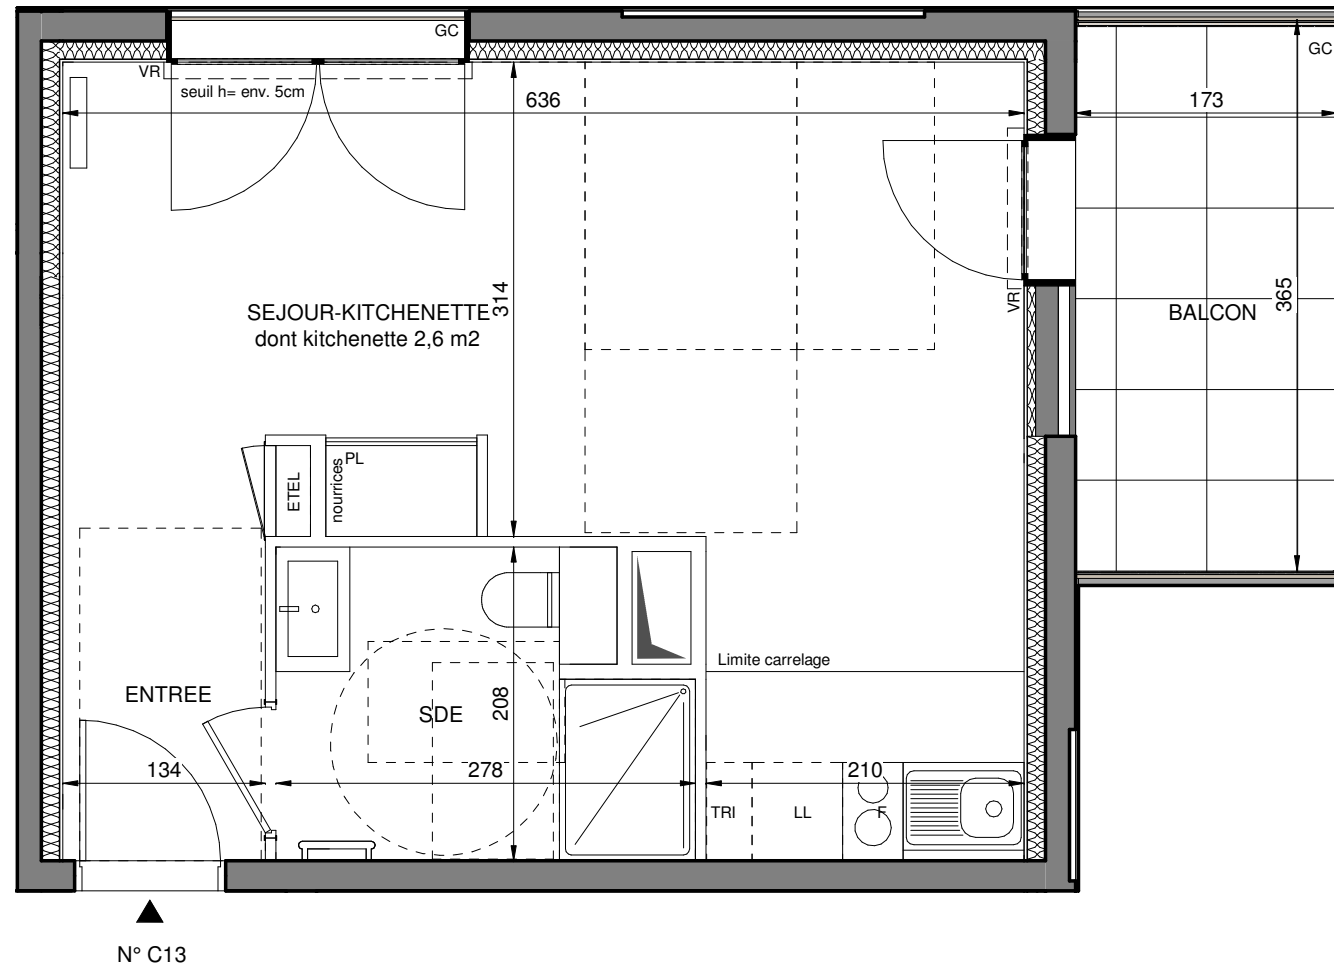 GC
GC
VR
seuil h= env. 5cm
636
173
314
365
VR
SEJOUR-KITCHENETTE
dont kitchenette 2,6 m2
BALCON
ETEL
nourrices
PL
Limite carrelage
ENTREE
SDE
208
134
278
210
TRI
LL
F
N° C13